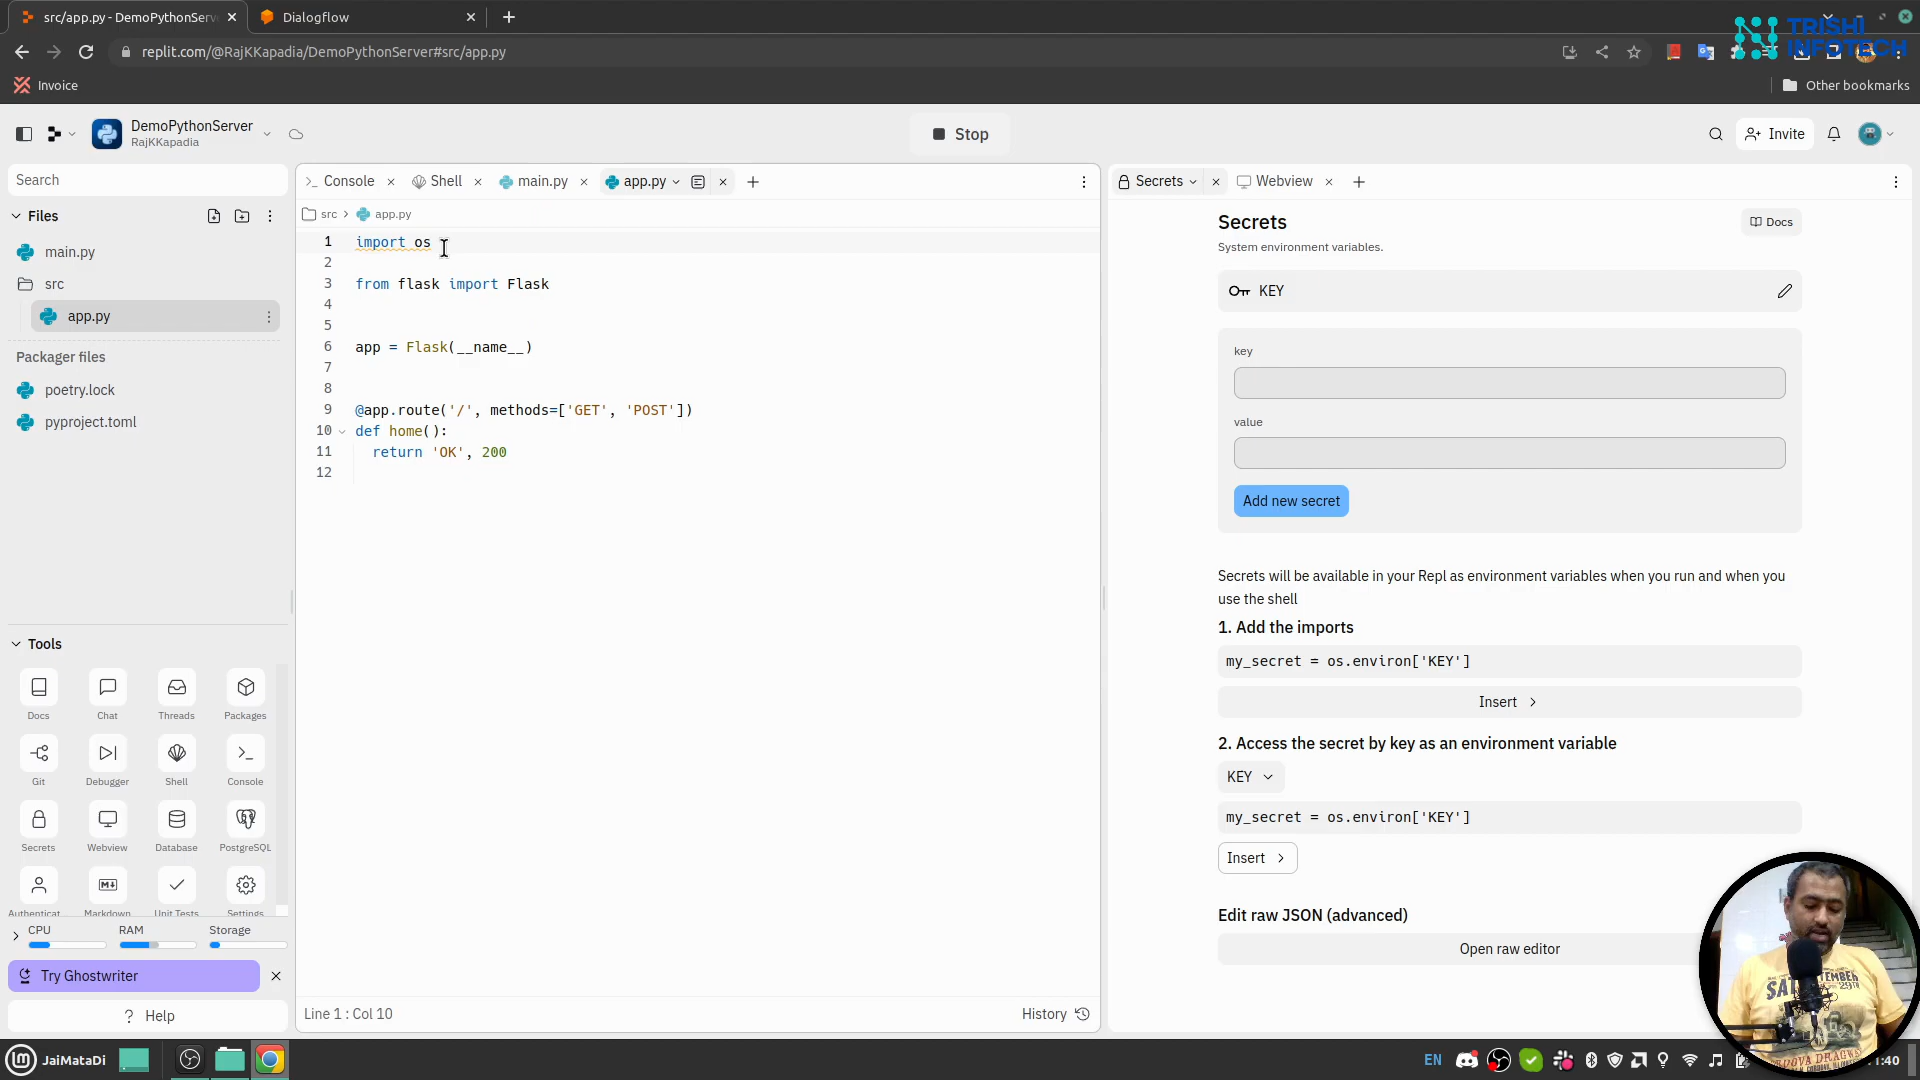 src/app.py - DemoPythonServ
Dialogflow
TRISHI
INFOTECH
replit.com/@RajKKapadia/DemoPythonServer#src/app.py
Invoice
Other bookmarks
DemoPythonServer
RajKKapadia
Stop
Invite
Search
Files
main.py
src
app.py
Packager files
poetry.lock
pyproject.toml
Tools
Docs
Chat
Threads
Packages
Git
Debugger
Shell
Console
Secrets
Webview
Database
PostgreSQL
Authenticat
Markdown
Unit Tests
Settings
CPU
RAM
Storage
Try Ghostwriter
Help
Console
Shell
main.py
app.py
src > app.py
1 import os
2
3 from flask import Flask
4
5
6 app = Flask(__name__)
7
8
9 @app.route('/', methods=['GET', 'POST'])
10 def home():
11 return 'OK', 200
12
Line 1 : Col 10
History
Secrets
Webview
Secrets
Docs
System environment variables.
KEY
key
value
Add new secret
Secrets will be available in your Repl as environment variables when you run and when you
use the shell
1. Add the imports
my_secret = os.environ['KEY']
Insert >
2. Access the secret by key as an environment variable
KEY
my_secret = os.environ['KEY']
Insert >
Edit raw JSON (advanced)
Open raw editor
JaiMataDi
EN
:40